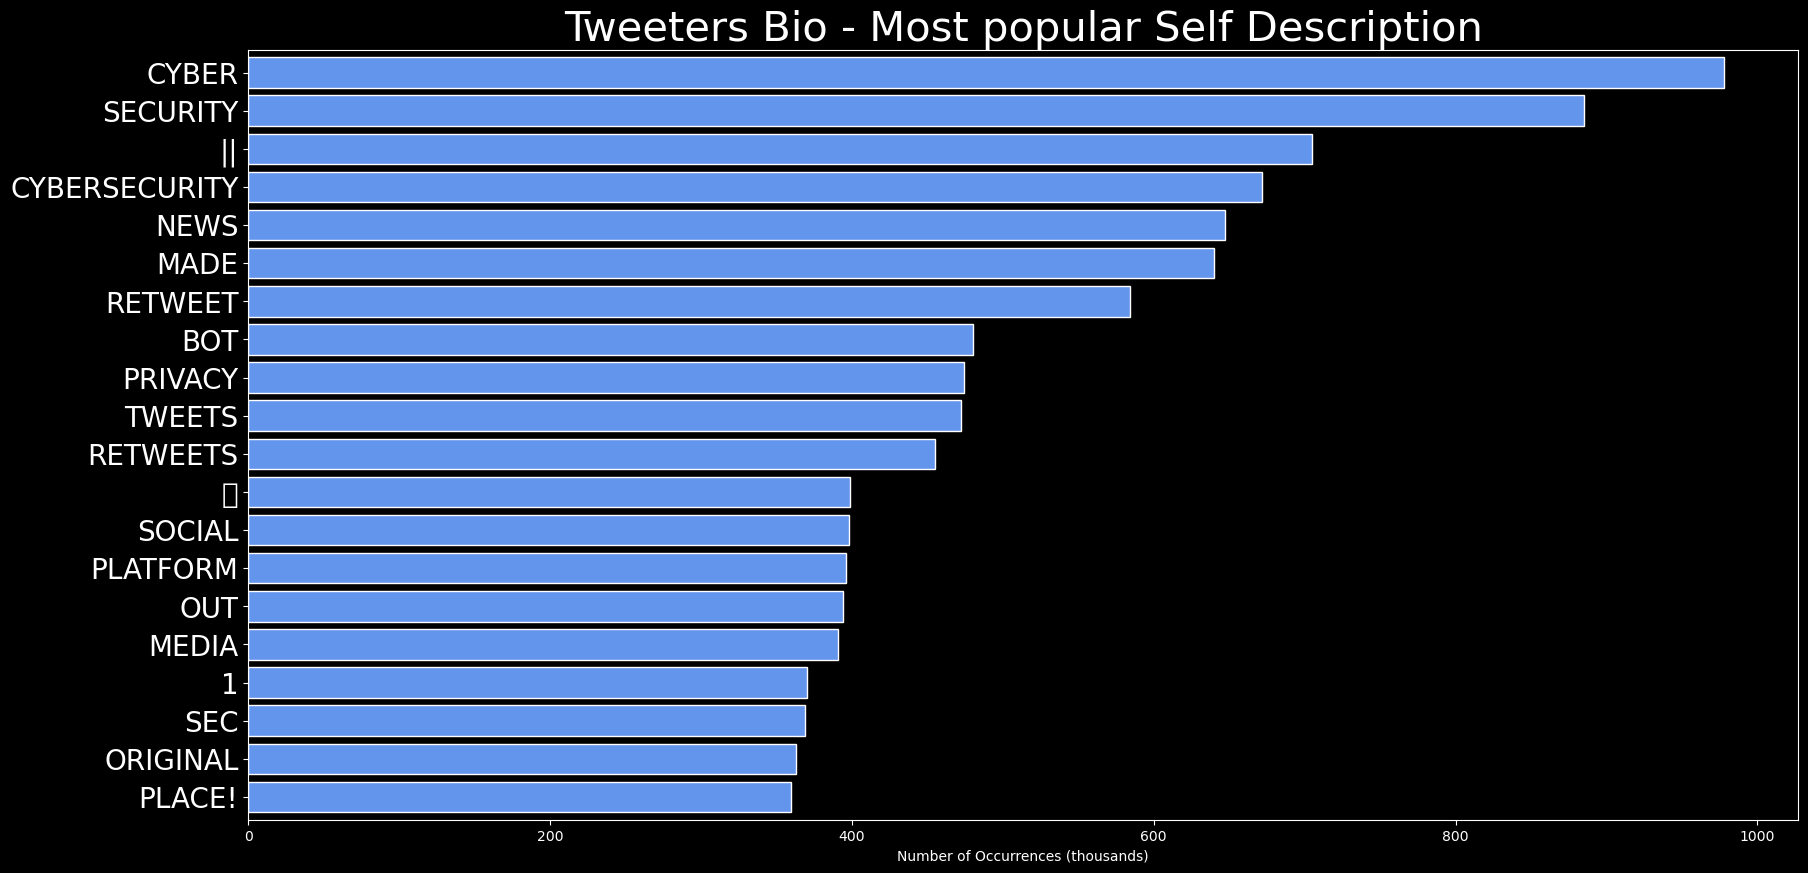 Tweeters Bio - Most popular Self Description
CYBER
SECURITY
||
CYBERSECURITY
NEWS
MADE
RETWEET
BOT
PRIVACY
TWEETS
RETWEETS
SOCIAL
PLATFORM
OUT
MEDIA
1
SEC
ORIGINAL
PLACE!
0 200 400 600 800 1000
Number of Occurrences (thousands)